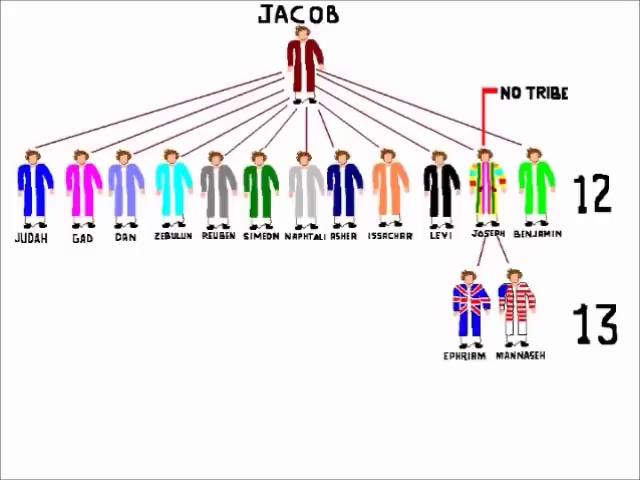 JACOB
NO TRIBE
12
JUDAH GAD DAN ZEBULUN REUBEN SIMEON NAPHTALI ASHER ISSACHAR LEVI JOSEPH BENJAMIN
13
EPHRIAM MANNASEH